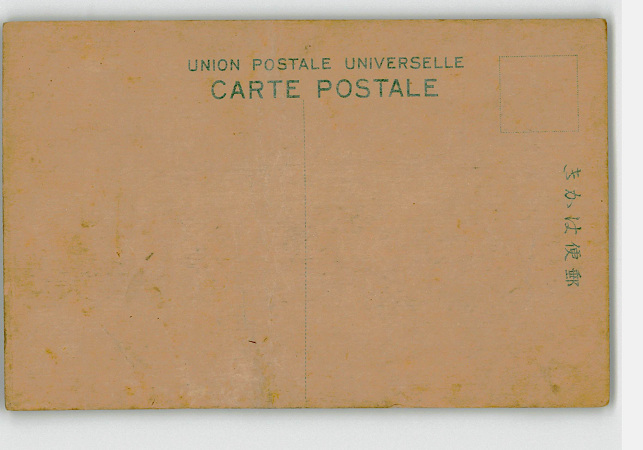 UNION POSTALE UNIVERSELLE
CARTE POSTALE
きかは便郵